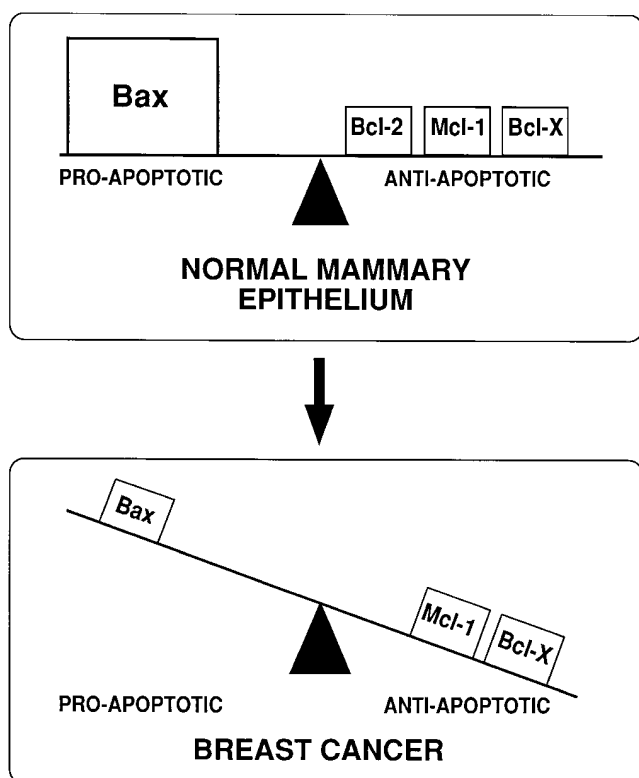 Bax
Bcl-2 Mcl-1 Bcl-X
PRO-APOPTOTIC ANTI-APOPTOTIC
NORMAL MAMMARY
EPITHELIUM
Bax
Mcl-1 Bcl-X
PRO-APOPTOTIC ANTI-APOPTOTIC
BREAST CANCER